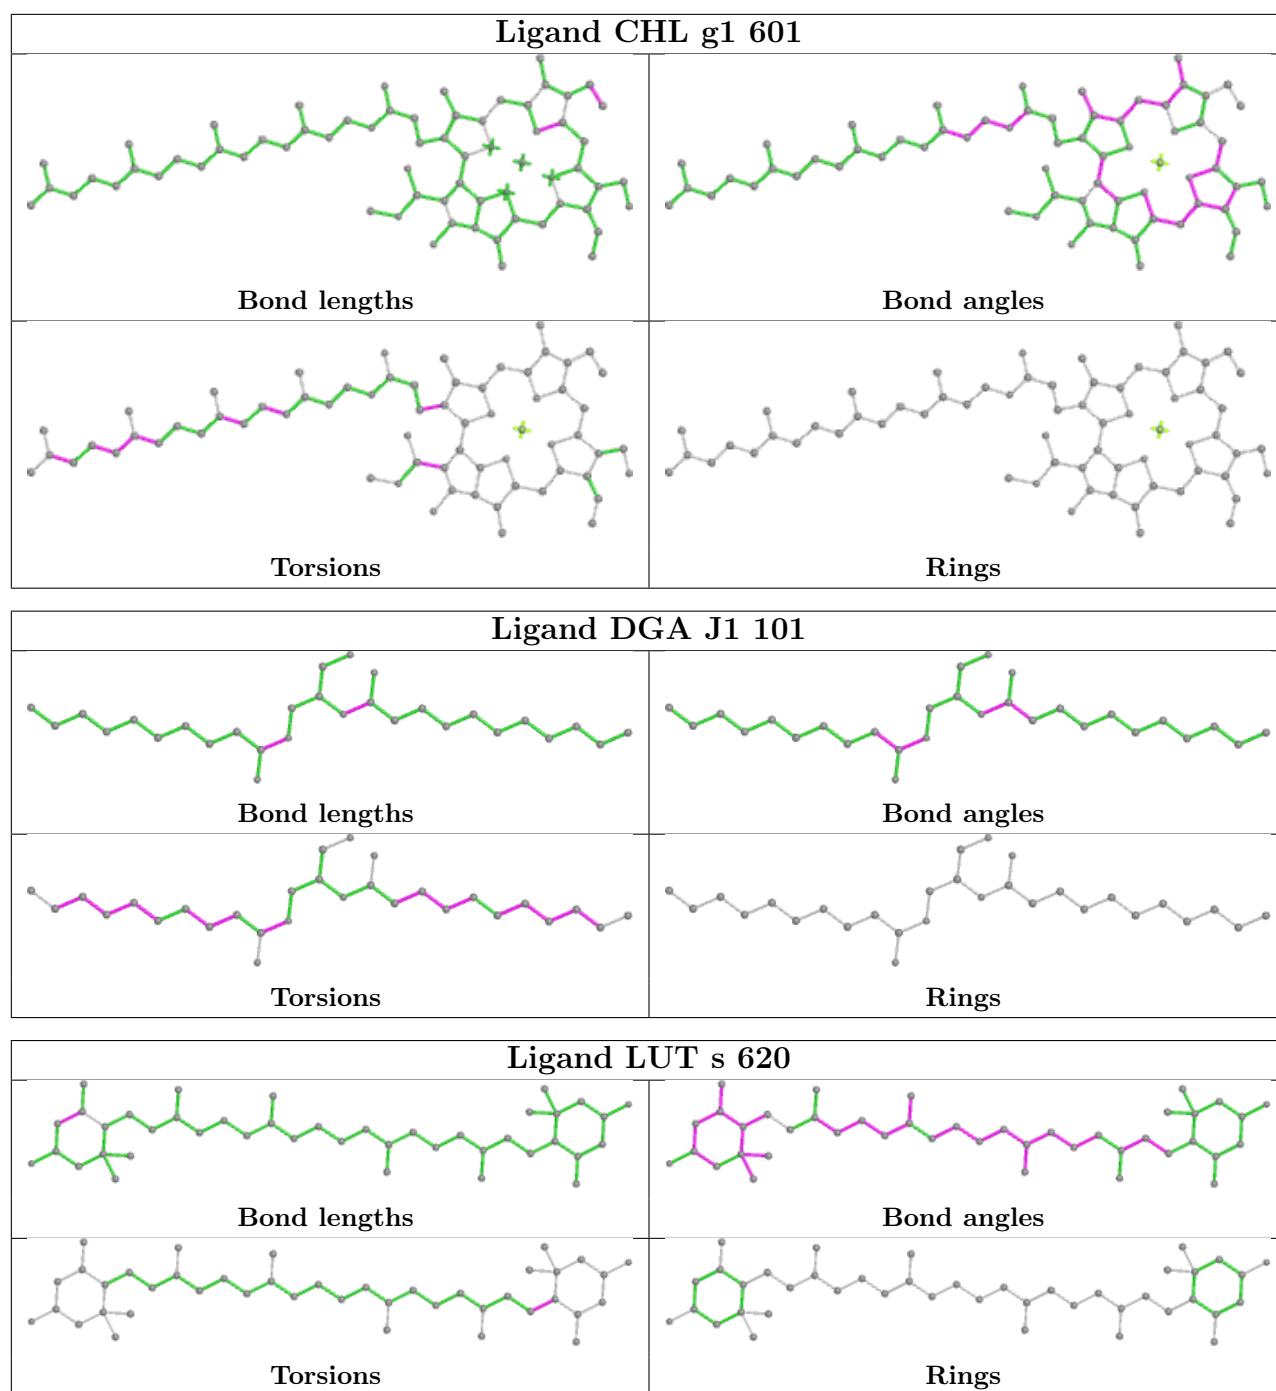 Ligand CHL g1 601
Bond lengths
Bond angles
Torsions
Rings
Ligand DGA J1 101
Bond lengths
Bond angles
Torsions
Rings
Ligand LUT s 620
Bond lengths
Bond angles
Torsions
Rings